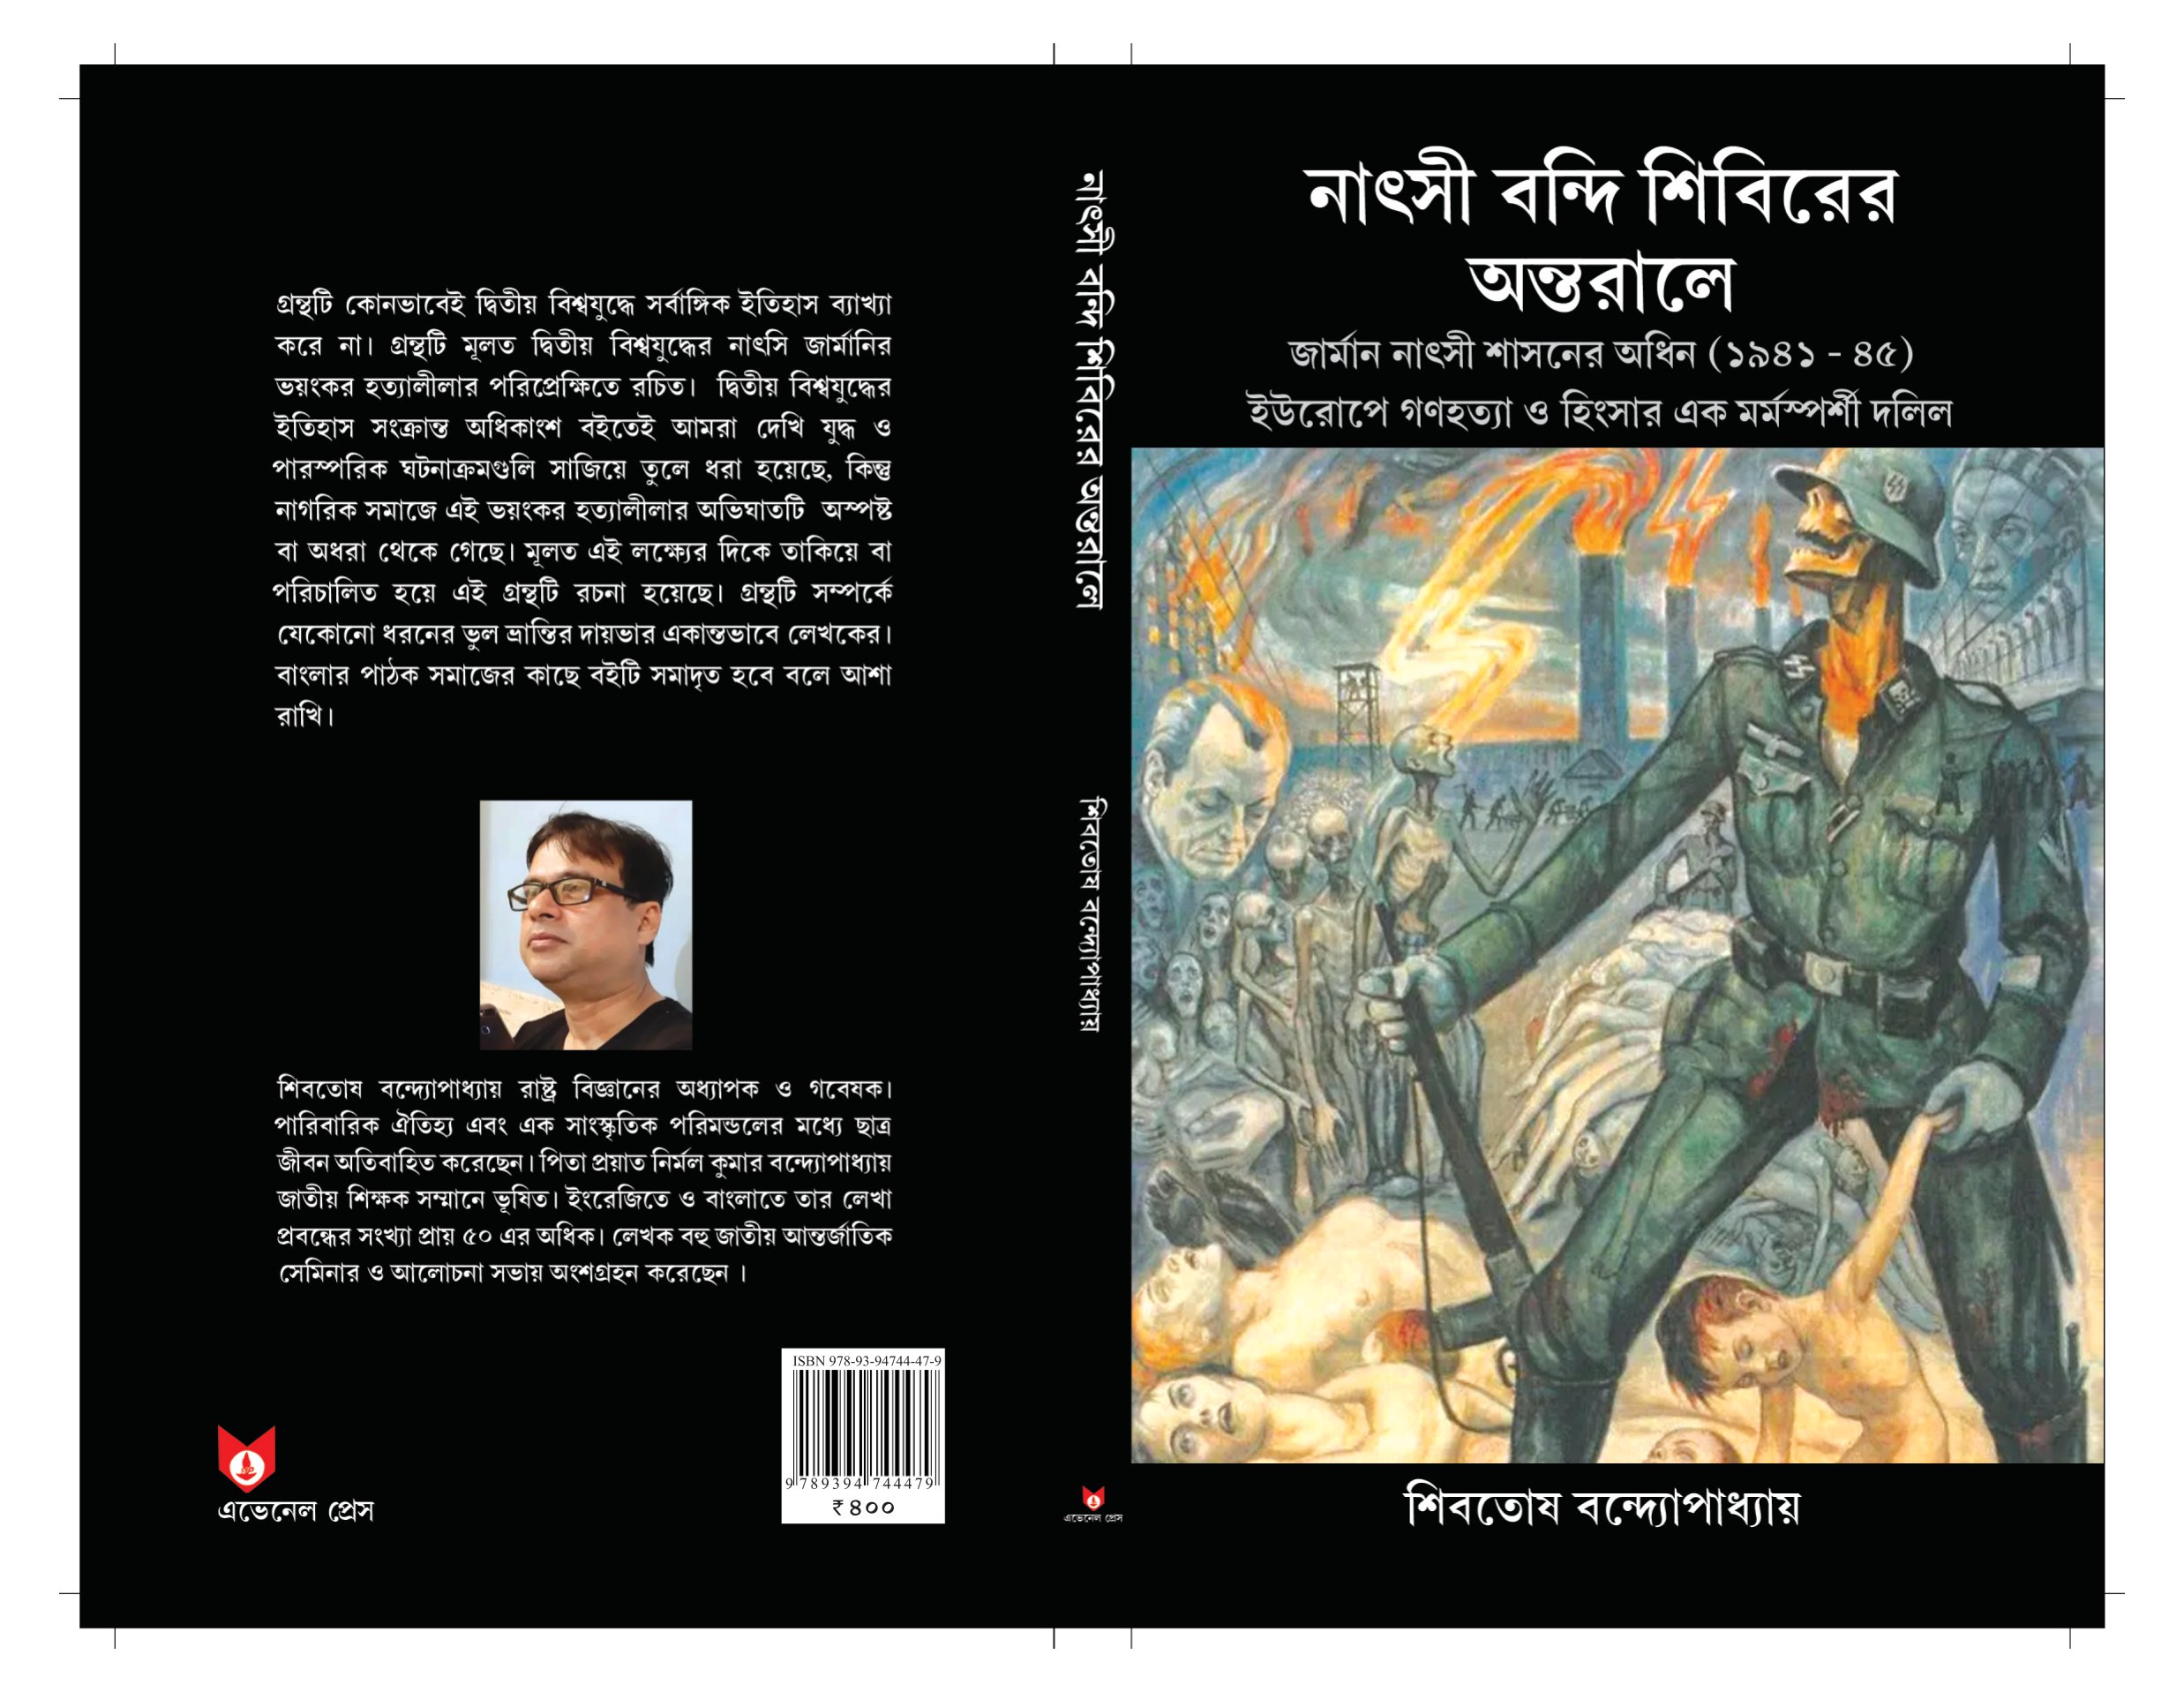 গ্রন্থটি কোনভাবেই দ্বিতীয় বিশ্বযুদ্ধে সর্বাঙ্গিক ইতিহাস ব্যাখ্যা
করে না। গ্রন্থটি মূলত দ্বিতীয় বিশ্বযুদ্ধের নাৎসি জার্মানির
ভয়ংকর হত্যালীলার পরিপ্রেক্ষিতে রচিত। দ্বিতীয় বিশ্বযুদ্ধের
ইতিহাস সংক্রান্ত অধিকাংশ বইতেই আমরা দেখি যুদ্ধ ও
পারস্পরিক ঘটনাক্রমগুলি সাজিয়ে তুলে ধরা হয়েছে, কিন্তু
নাগরিক সমাজে এই ভয়ংকর হত্যালীলার অভিঘাতটি অস্পষ্ট
বা অধরা থেকে গেছে। মূলত এই লক্ষ্যের দিকে তাকিয়ে বা
পরিচালিত হয়ে এই গ্রন্থটি রচনা হয়েছে। গ্রন্থটি সম্পর্কে
যেকোনো ধরনের ভুল ভ্রান্তির দায়ভার একান্তভাবে লেখকের।
বাংলার পাঠক সমাজের কাছে বইটি সমাদৃত হবে বলে আশা
রাখি।
শিবতোষ বন্দ্যোপাধ্যায় রাষ্ট্র বিজ্ঞানের অধ্যাপক ও গবেষক।
পারিবারিক ঐতিহ্য এবং এক সাংস্কৃতিক পরিমন্ডলের মধ্যে ছাত্র
জীবন অতিবাহিত করেছেন। পিতা প্রয়াত নির্মল কুমার বন্দ্যোপাধ্যায়
জাতীয় শিক্ষক সম্মানে ভূষিত। ইংরেজিতে ও বাংলাতে তার লেখা
প্রবন্ধের সংখ্যা প্রায় ৫০ এর অধিক। লেখক বহু জাতীয় আন্তর্জাতিক
সেমিনার ও আলোচনা সভায় অংশগ্রহন করেছেন ।
এভেনেল প্রেস
ISBN 978-93-94744-47-9
9 789394 744479
₹ ৪০০
নাৎসী বন্দি শিবিরের অন্তরালে
শিবতোষ বন্দ্যোপাধ্যায়
এভেনেল প্রেস
নাৎসী বন্দি শিবিরের
অন্তরালে
জার্মান নাৎসী শাসনের অধিন (১৯৪১ - ৪৫)
ইউরোপে গণহত্যা ও হিংসার এক মর্মস্পর্শী দলিল
শিবতোষ বন্দ্যোপাধ্যায়